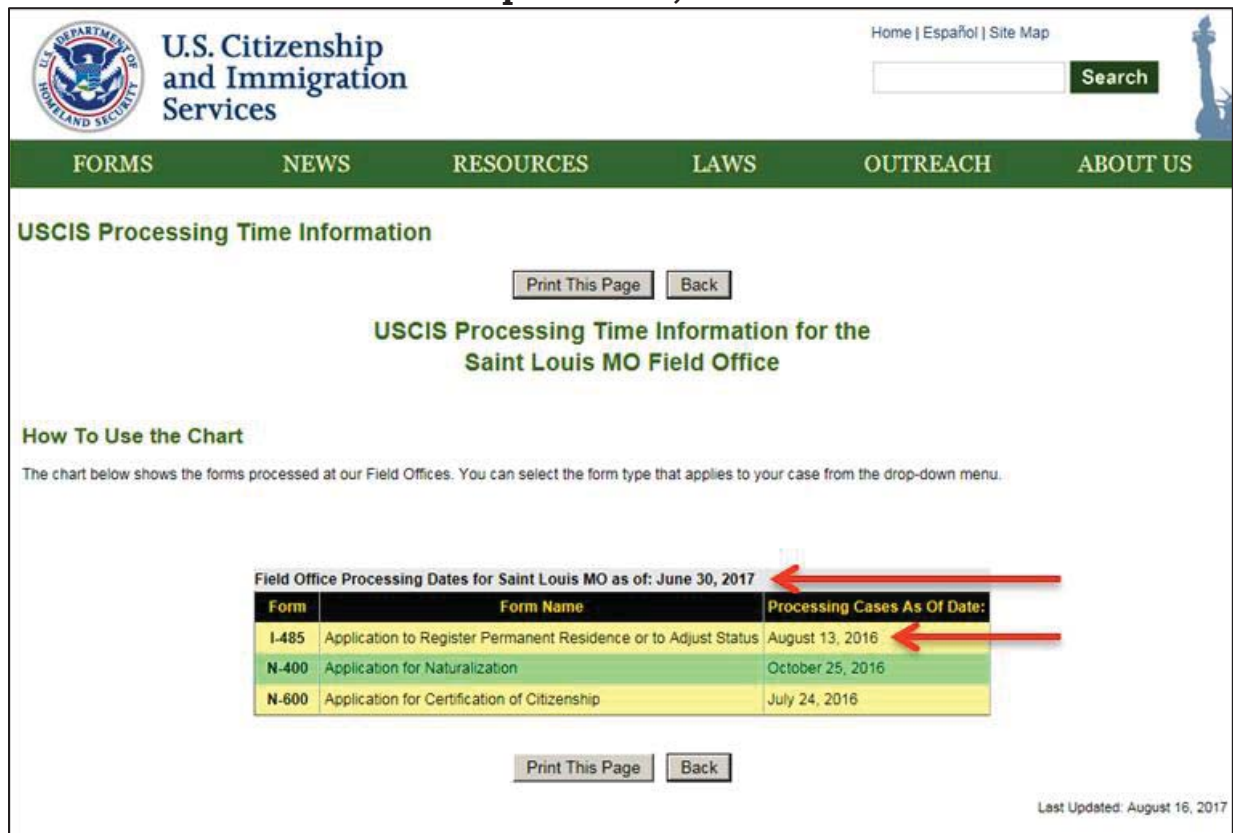 Home | Español | Site Map
U.S. Citizenship
and Immigration
Services
Search
U.S. DEPARTMENT OF
HOMELAND SECURITY
FORMS NEWS RESOURCES LAWS OUTREACH ABOUT US
USCIS Processing Time Information
Print This Page Back
USCIS Processing Time Information for the
Saint Louis MO Field Office
How To Use the Chart
The chart below shows the forms processed at our Field Offices. You can select the form type that applies to your case from the drop-down menu.
Field Office Processing Dates for Saint Louis MO as of: June 30, 2017
Form Form Name Processing Cases As Of Date:
I-485 Application to Register Permanent Residence or to Adjust Status August 13, 2016
N-400 Application for Naturalization October 25, 2016
N-600 Application for Certification of Citizenship July 24, 2016
Print This Page Back
Last Updated: August 16, 2017